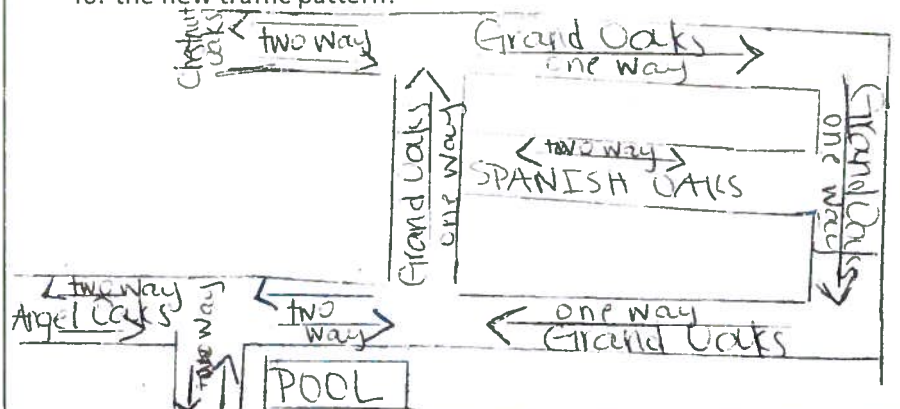 for the new traffic pattern?
Chestnut
Oaks
two way
Grand Oaks
one way
Grand Oaks
one way
two way
SPANISH OAKS
Grand Oaks
one way
two way
Angel Oaks
two way
two
way
one way
Grand Oaks
POOL